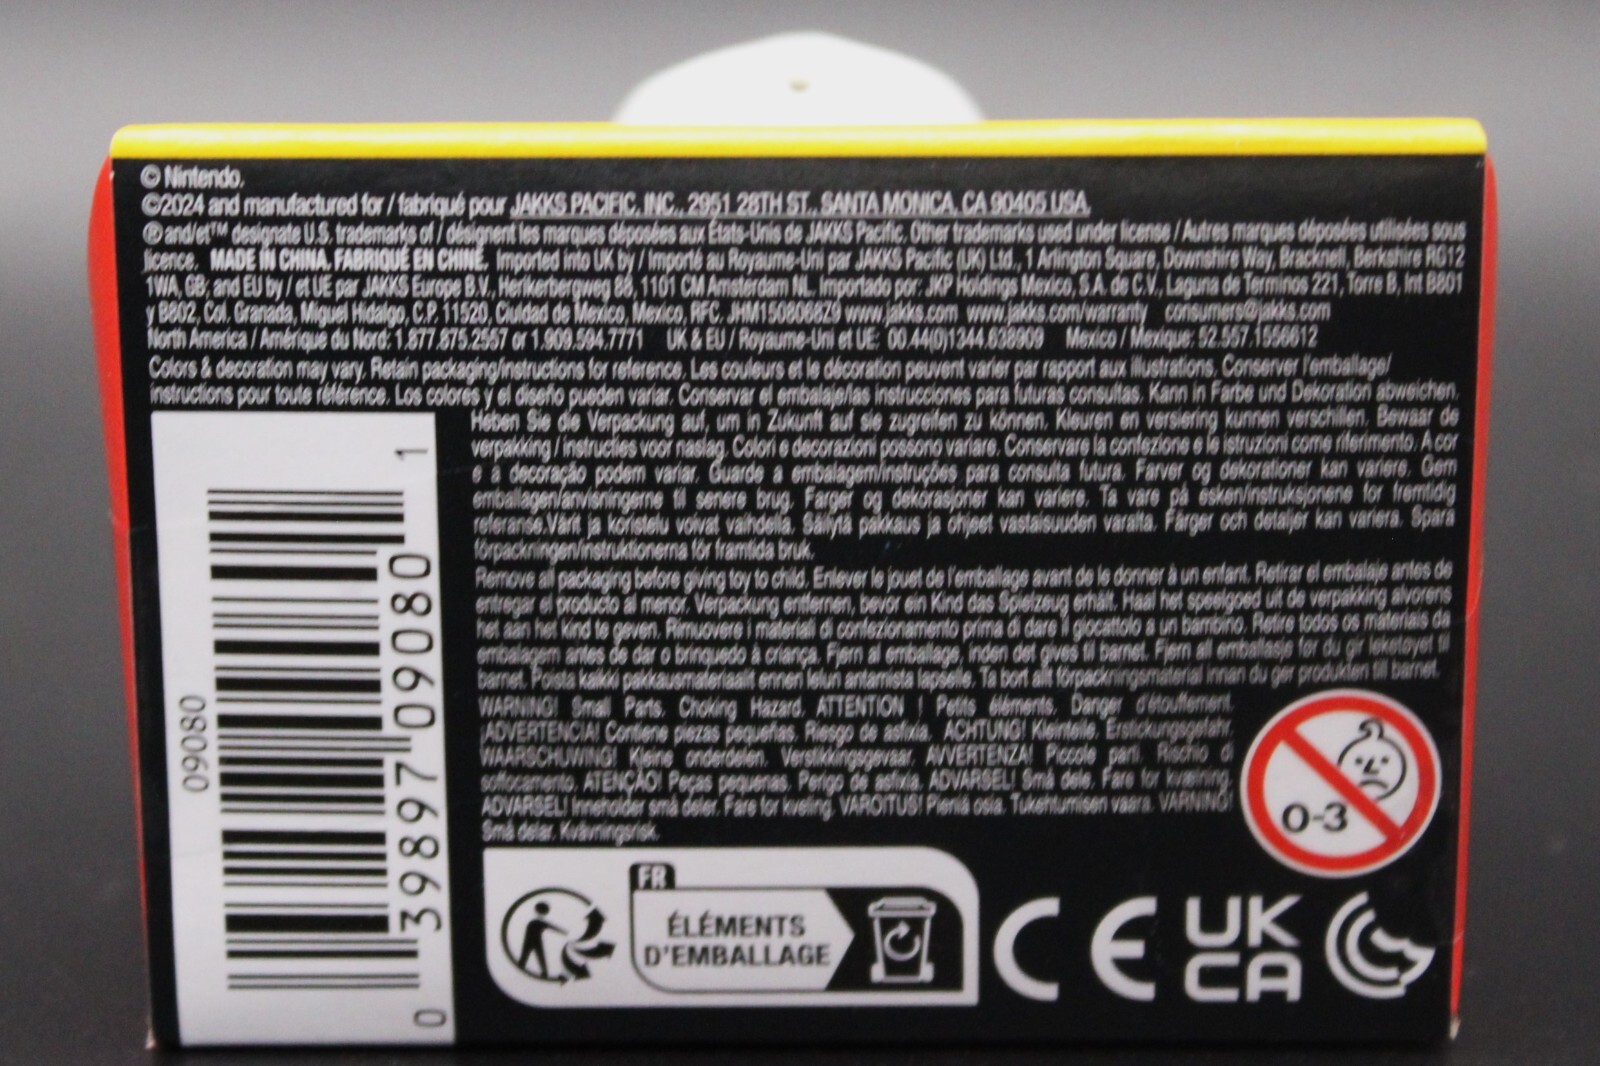 © Nintendo.
©2024 and manufactured for / fabriqué pour JAKKS PACIFIC, INC., 2951 28TH ST., SANTA MONICA, CA 90405 USA.
® and/et™ designate U.S. trademarks of / désignent les marques déposées aux États-Unis de JAKKS Pacific. Other trademarks used under license / Autres marques déposées utilisées sous
licence. MADE IN CHINA. FABRIQUÉ EN CHINE. Imported into UK by / Importé au Royaume-Uni par JAKKS Pacific (UK) Ltd., 1 Arlington Square, Downshire Way, Bracknell, Berkshire RG12
1WA, GB; and EU by / et UE par JAKKS Europe B.V., Herikerbergweg 88, 1101 CM Amsterdam NL. Importado por: JKP Holdings Mexico, S.A. de C.V., Laguna de Terminos 221, Torre B, Int B801
y B802, Col. Granada, Miguel Hidalgo, C.P. 11520, Ciudad de Mexico, Mexico, RFC. www.jakks.com www.jakks.com/warranty consumers@jakks.com
North America / Amérique du Nord: 1.877.875.2557 or 1.909.594.7771 UK & EU / Royaume-Uni et UE: 00.44(0)1344.638909 Mexico / Mexique: 52.557.1556612
Colors & decoration may vary. Retain packaging/instructions for reference. Les couleurs et le décoration peuvent varier par rapport aux illustrations. Conserver l'emballage/
instructions pour toute référence. Los colores y el diseño pueden variar. Conservar el embalaje/las instrucciones para futuras consultas. Kann in Farbe und Dekoration abweichen.
Heben Sie die Verpackung auf, um in Zukunft auf sie zugreifen zu können. Kleuren en versiering kunnen verschillen. Bewaar de
verpakking / instructies voor naslag. Colori e decorazioni possono variare. Conservare la confezione e le istruzioni come riferimento. A cor
e a decoração podem variar. Guarde a embalagem/instruções para consulta futura. Farver og dekorationer kan variere. Gem
emballagen/anvisningerne til senere brug. Farger og dekorasjoner kan variere. Ta vare på esken/instruksjonene for fremtidig
referanse.Värit ja koristelu voivat vaihdella. Säilytä pakkaus ja ohjeet vastaisuuden varalta. Färger och detaljer kan variera. Spara
förpackningen/instruktionerna för framtida bruk.
Remove all packaging before giving toy to child. Enlever le jouet de l'emballage avant de le donner à un enfant. Retirar el embalaje antes de
entregar el producto al menor. Verpackung entfernen, bevor ein Kind das Spielzeug erhält. Haal het speelgoed uit de verpakking alvorens
het aan het kind te geven. Rimuovere i materiali di confezionamento prima di dare il giocattolo a un bambino. Retire todos os materiais da
embalagem antes de dar o brinquedo à criança. Fjern al emballage, inden det gives til barnet. Fjern all emballasje før du gir leketøyet til
barnet. Poista kaikki pakkausmateriaalit ennen lelun antamista lapselle. Ta bort allt förpackningsmaterial innan du ger produkten till barnet.
WARNING! Small Parts. Choking Hazard. ATTENTION ! Petits éléments. Danger d'étouffement.
¡ADVERTENCIA! Contiene piezas pequeñas. Riesgo de asfixia. ACHTUNG! Kleinteile. Erstickungsgefahr.
WAARSCHUWING! Kleine onderdelen. Verstikkingsgevaar. AVVERTENZA! Piccole parti. Rischio di
soffocamento. ATENÇÃO! Peças pequenas. Perigo de asfixia. ADVARSEL! Små dele. Fare for kvælning.
ADVARSEL! Inneholder små deler. Fare for kveling. VAROITUS! Pieniä osia. Tukehtumisen vaara. VARNING!
Små delar. Kvävningsrisk.
0-3
09080
0 39897 09080 1
FR
ÉLÉMENTS
D'EMBALLAGE
CE
UK
CA